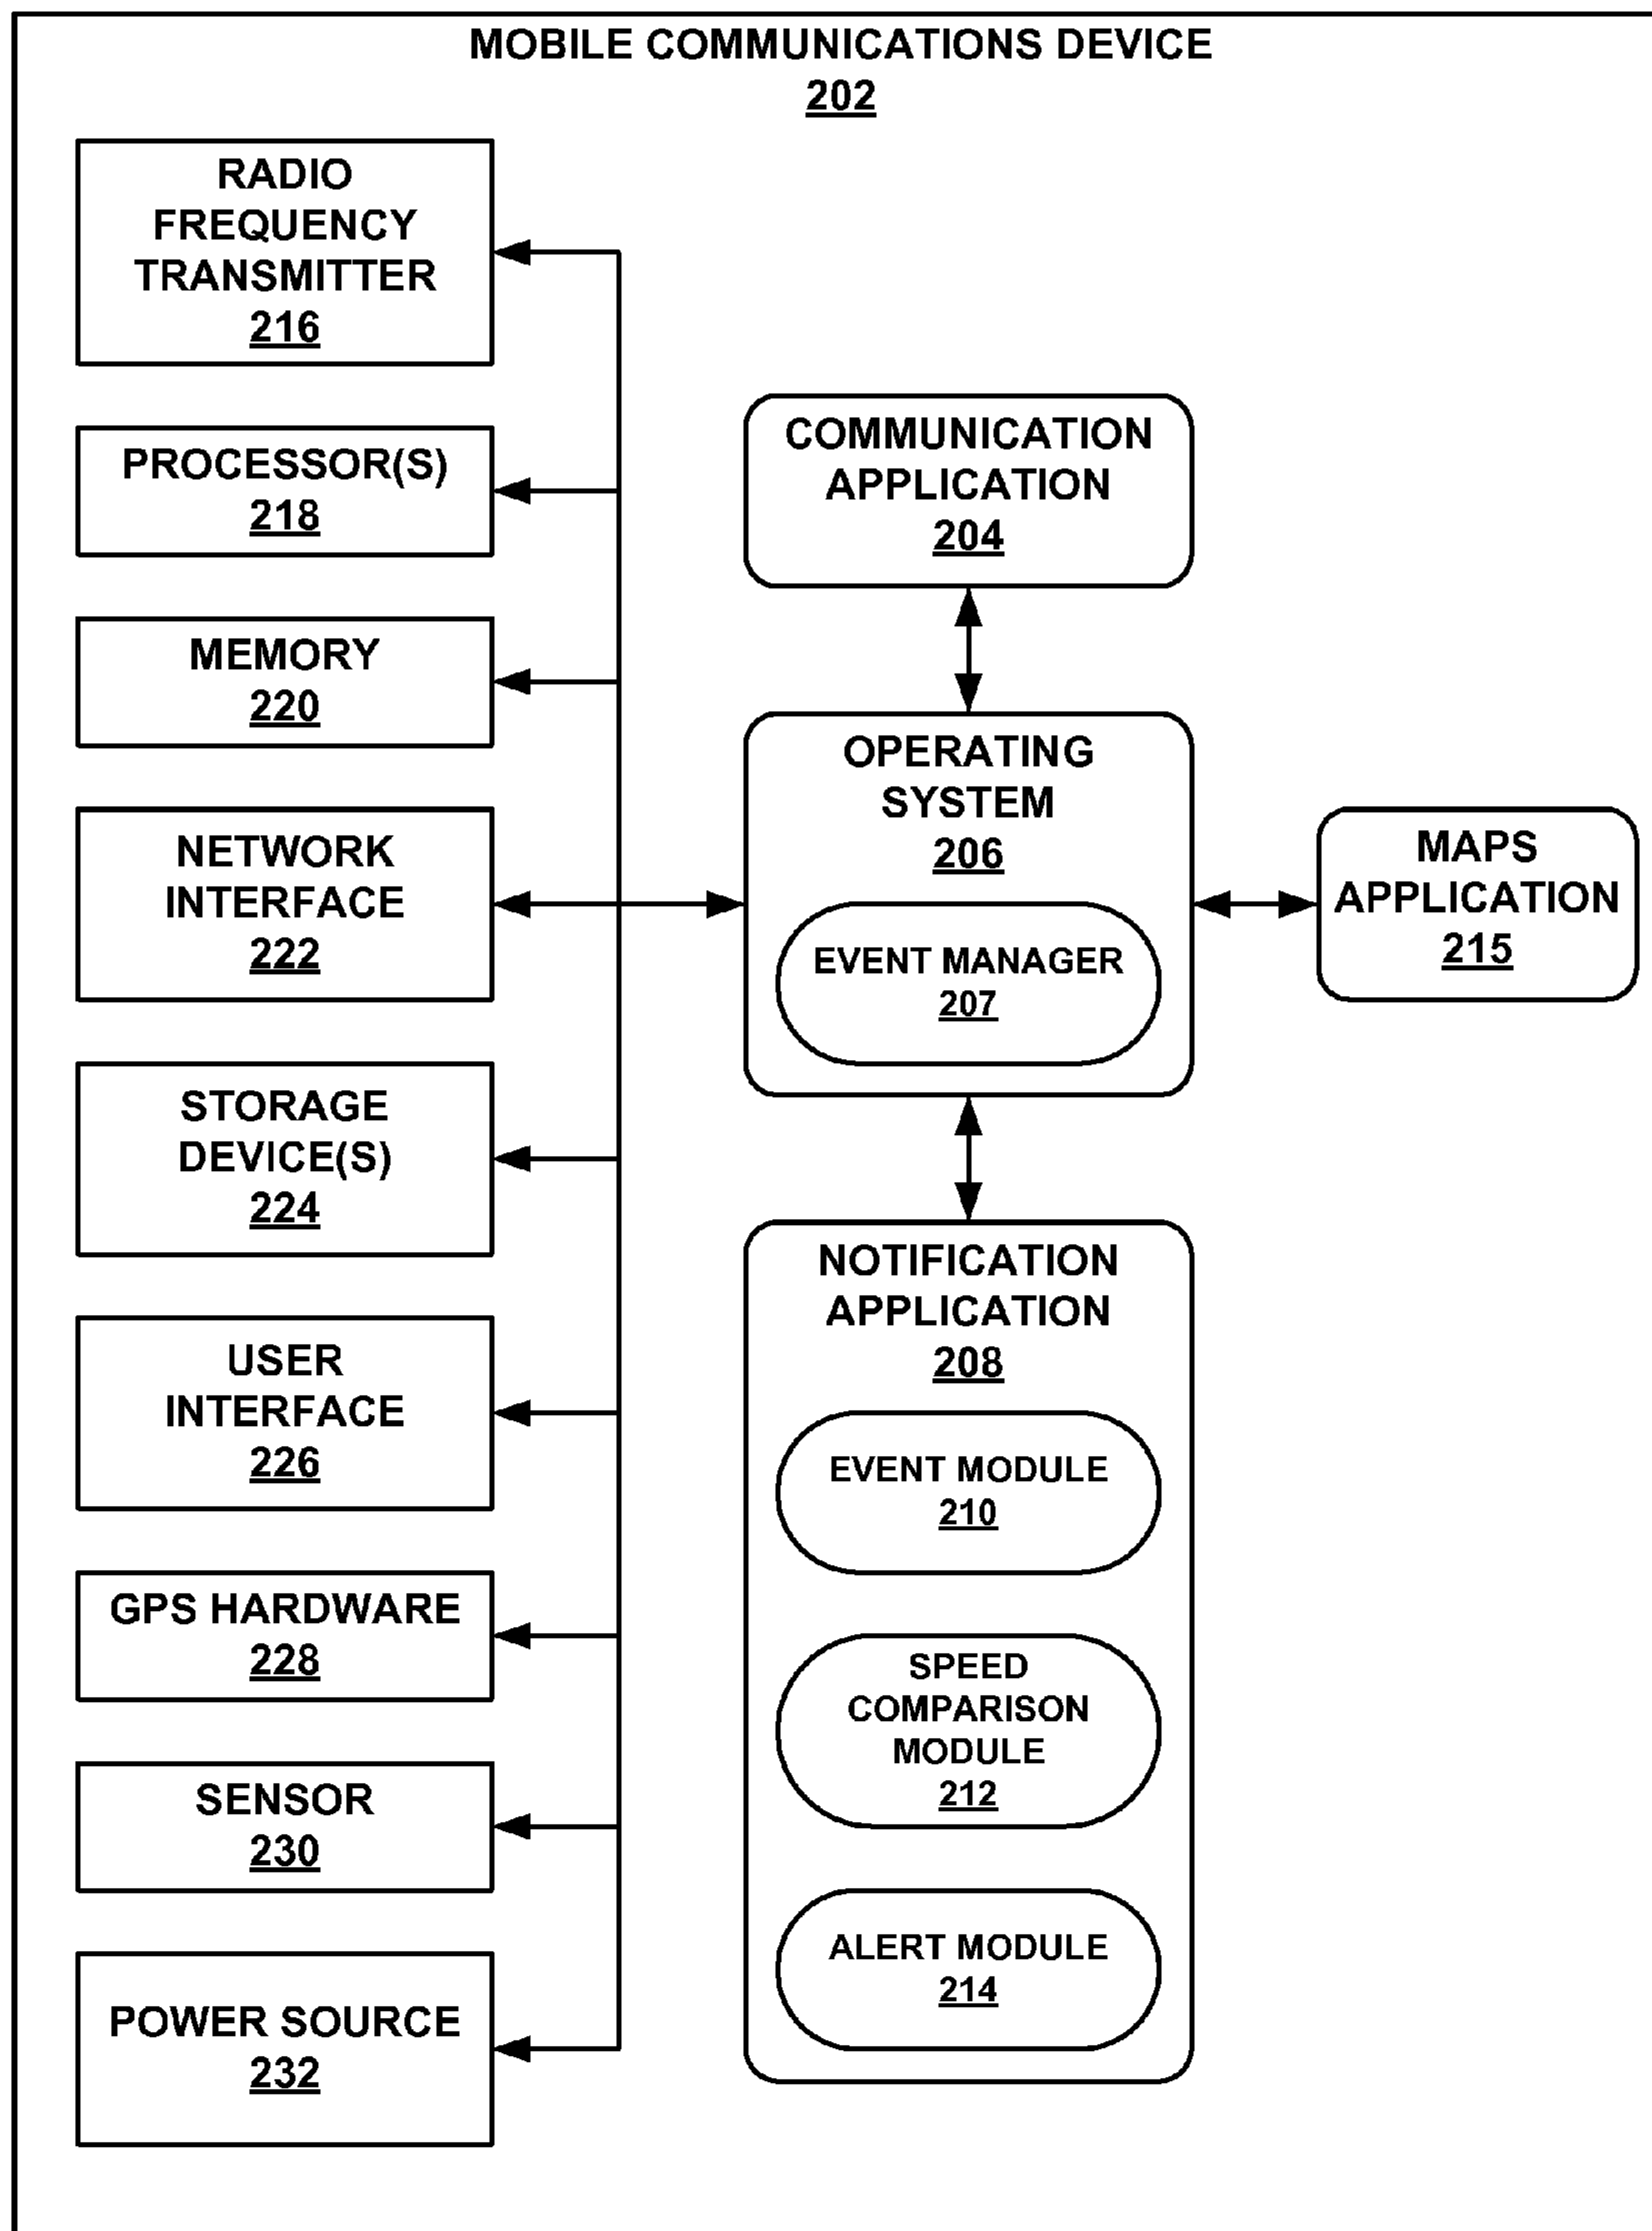 MOBILE COMMUNICATIONS DEVICE
202
RADIO
FREQUENCY
TRANSMITTER
216
PROCESSOR(S)
218
MEMORY
220
NETWORK
INTERFACE
222
STORAGE
DEVICE(S)
224
USER
INTERFACE
226
GPS HARDWARE
228
SENSOR
230
POWER SOURCE
232
COMMUNICATION
APPLICATION
204
OPERATING
SYSTEM
206
EVENT MANAGER
207
NOTIFICATION
APPLICATION
208
EVENT MODULE
210
SPEED
COMPARISON
MODULE
212
ALERT MODULE
214
MAPS
APPLICATION
215